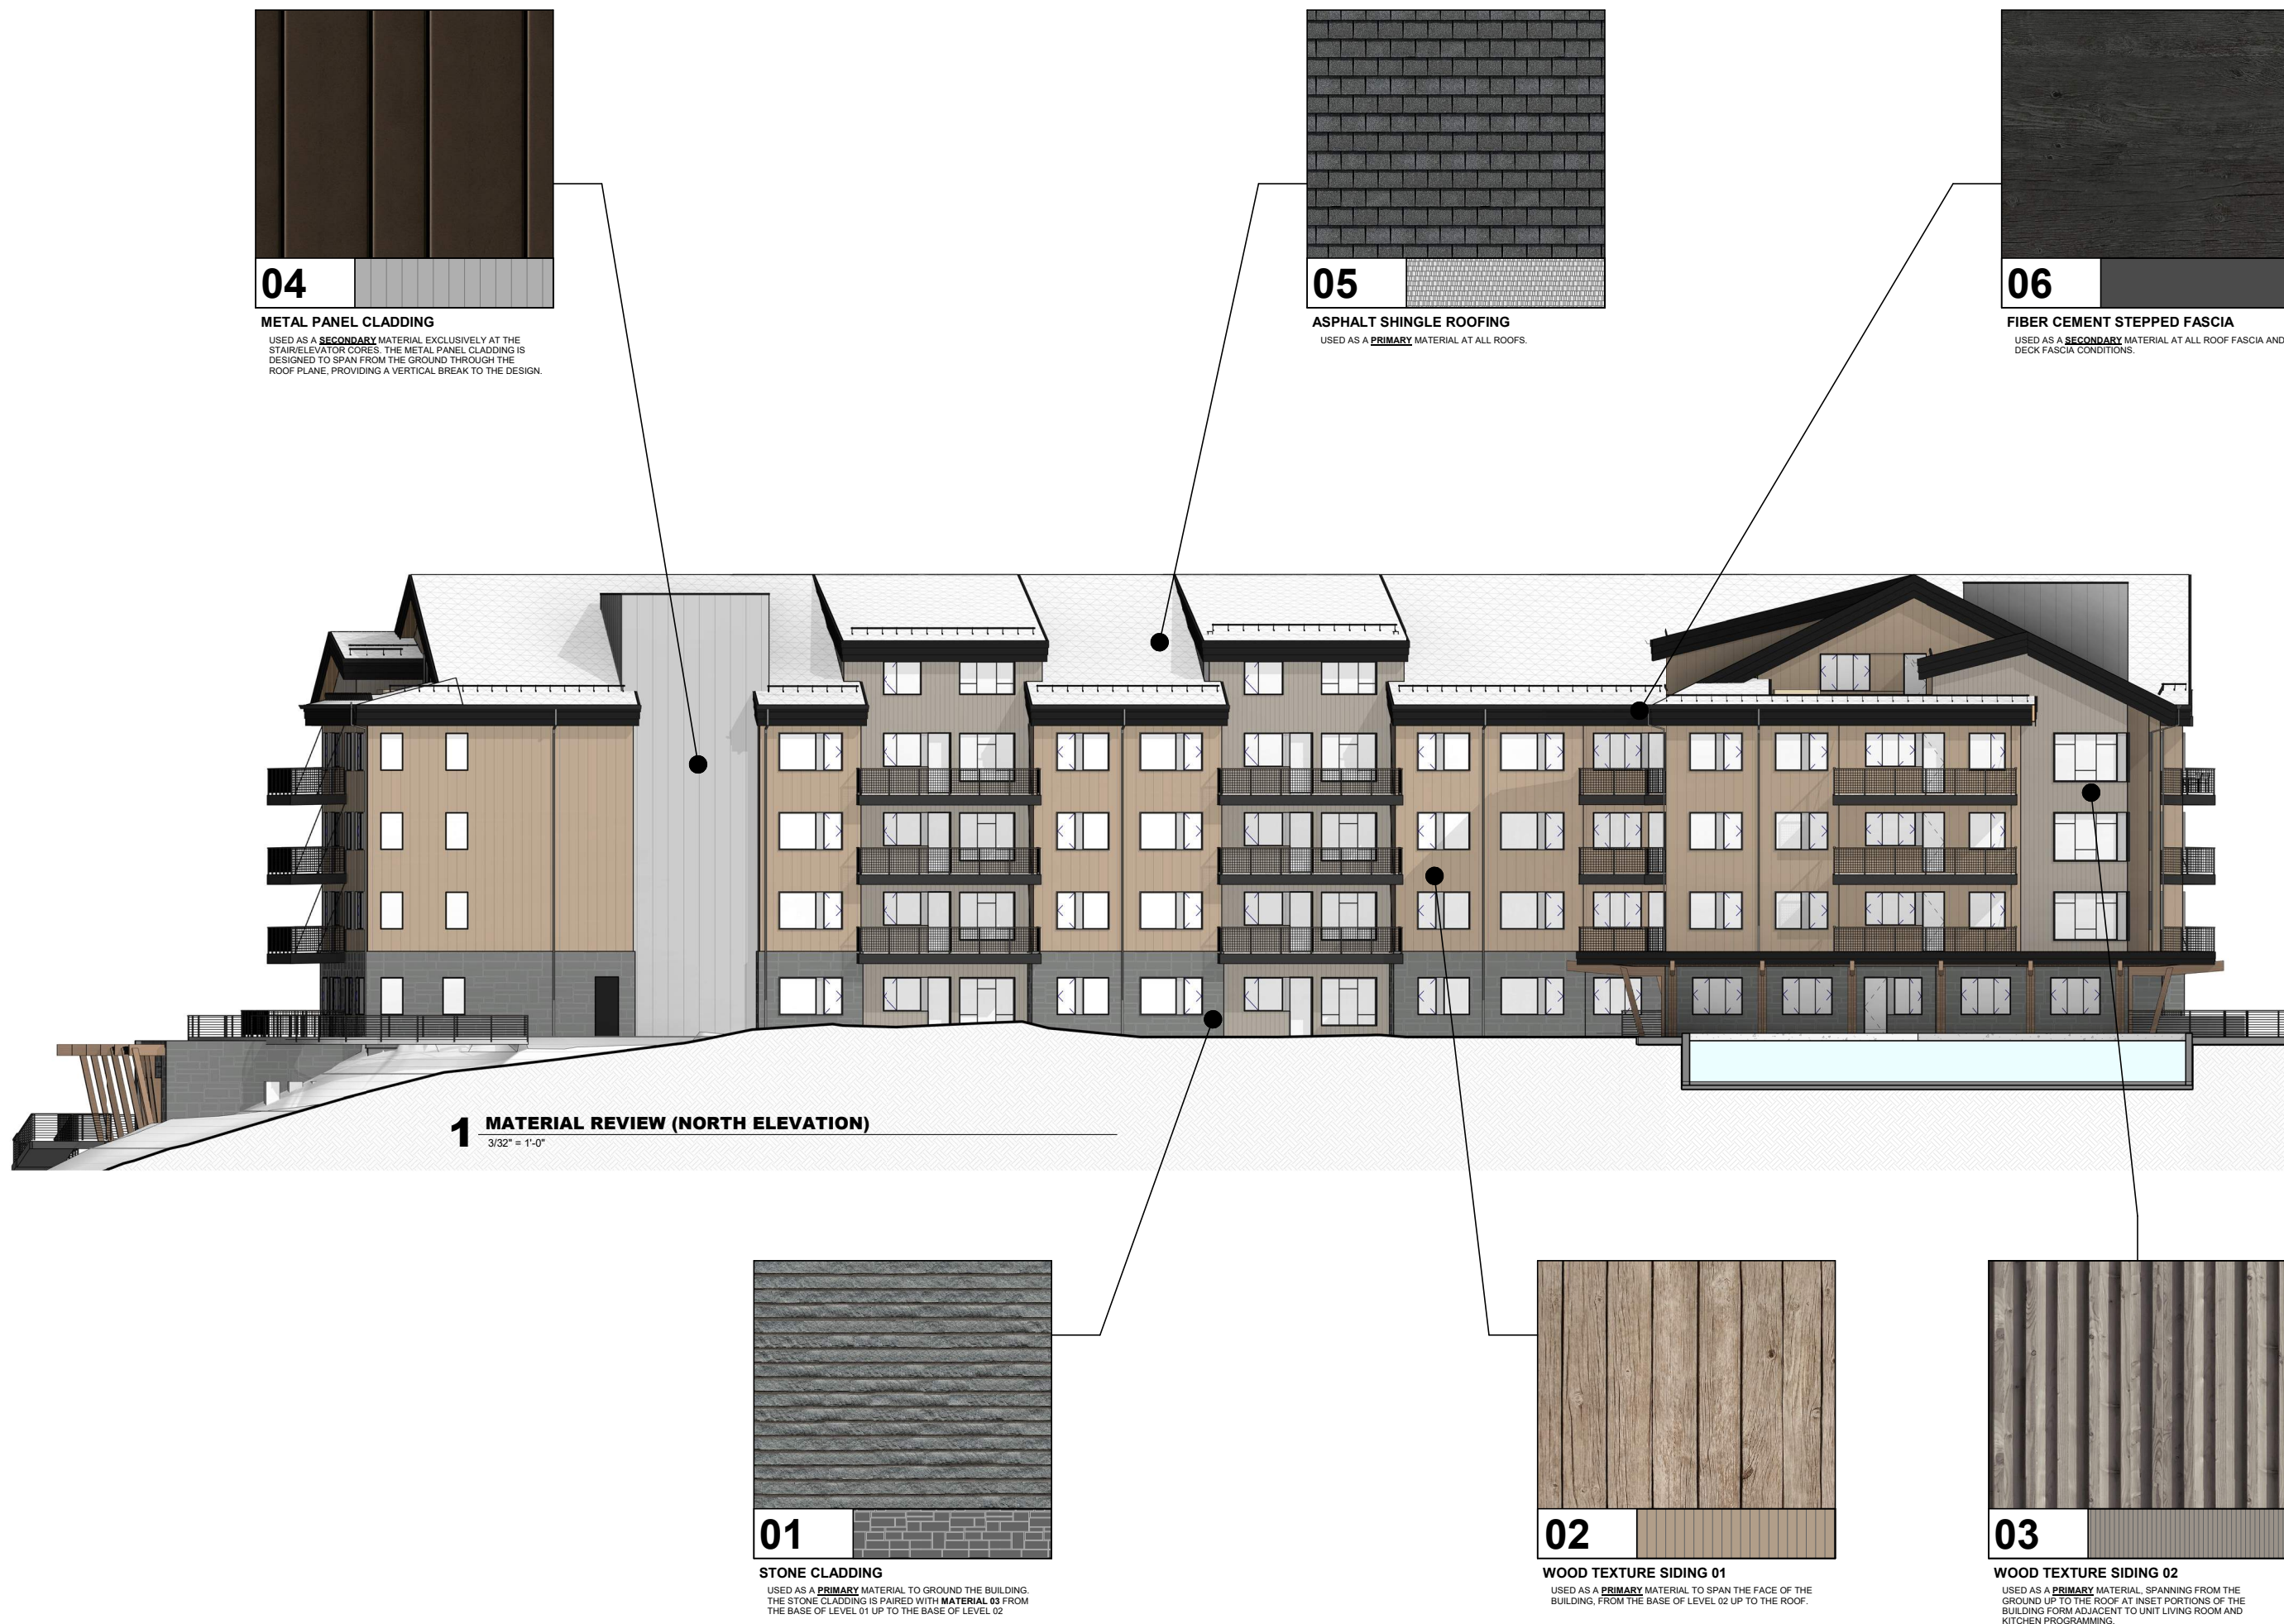 04
METAL PANEL CLADDING
USED AS A SECONDARY MATERIAL EXCLUSIVELY AT THE
STAIR/ELEVATOR CORES. THE METAL PANEL CLADDING IS
DESIGNED TO SPAN FROM THE GROUND THROUGH THE
ROOF PLANE, PROVIDING A VERTICAL BREAK TO THE DESIGN.
05
ASPHALT SHINGLE ROOFING
USED AS A PRIMARY MATERIAL AT ALL ROOFS.
06
FIBER CEMENT STEPPED FASCIA
USED AS A SECONDARY MATERIAL AT ALL ROOF FASCIA AND
DECK FASCIA CONDITIONS.
1 MATERIAL REVIEW (NORTH ELEVATION)
3/32" = 1'-0"
01
STONE CLADDING
USED AS A PRIMARY MATERIAL TO GROUND THE BUILDING.
THE STONE CLADDING IS PAIRED WITH MATERIAL 03 FROM
THE BASE OF LEVEL 01 UP TO THE BASE OF LEVEL 02
02
WOOD TEXTURE SIDING 01
USED AS A PRIMARY MATERIAL TO SPAN THE FACE OF THE
BUILDING, FROM THE BASE OF LEVEL 02 UP TO THE ROOF.
03
WOOD TEXTURE SIDING 02
USED AS A PRIMARY MATERIAL, SPANNING FROM THE
GROUND UP TO THE ROOF AT INSET PORTIONS OF THE
BUILDING FORM ADJACENT TO UNIT LIVING ROOM AND
KITCHEN PROGRAMMING.